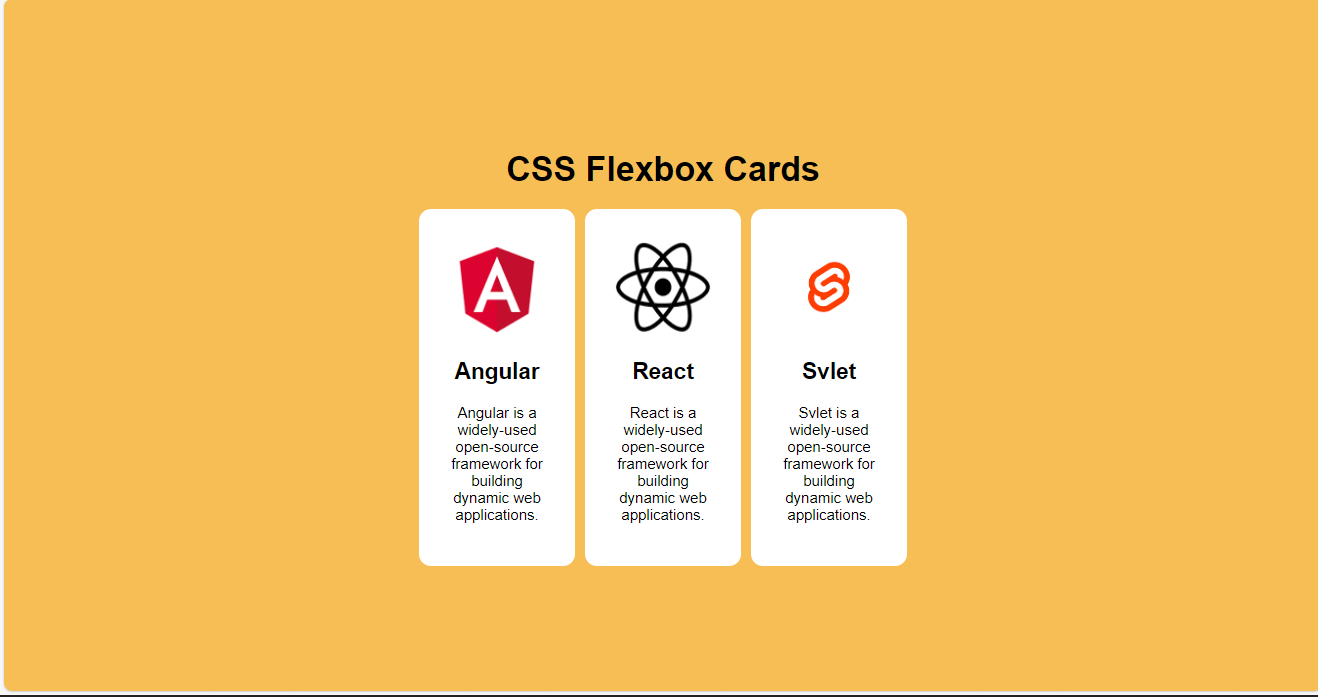 CSS Flexbox Cards
Angular
Angular is a
widely-used
open-source
framework for
building
dynamic web
applications.
React
React is a
widely-used
open-source
framework for
building
dynamic web
applications.
Svlet
Svlet is a
widely-used
open-source
framework for
building
dynamic web
applications.